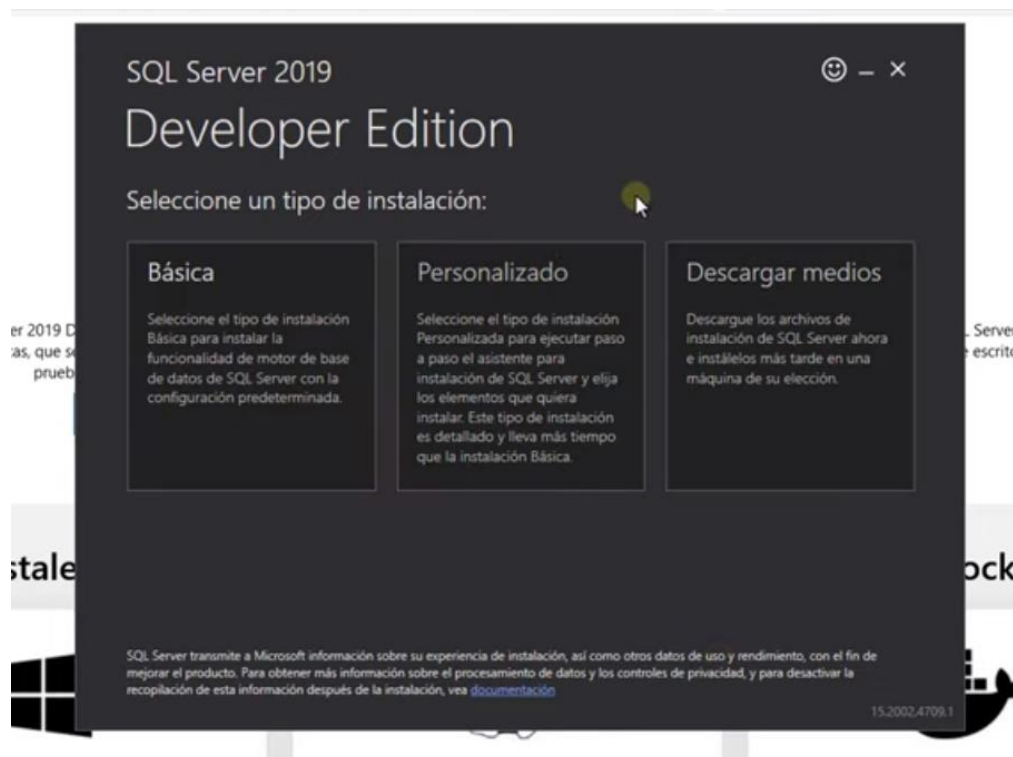 SQL Server 2019
Developer Edition
Seleccione un tipo de instalación:
Básica
Seleccione el tipo de instalación
Básica para instalar la
funcionalidad de motor de base
de datos de SQL Server con la
configuración predeterminada.
Personalizado
Seleccione el tipo de instalación
Personalizada para ejecutar paso
a paso el asistente para
instalación de SQL Server y elija
los elementos que quiera
instalar. Este tipo de instalación
es detallado y lleva más tiempo
que la instalación Básica.
Descargar medios
Descargue los archivos de
instalación de SQL Server ahora
e instálelos más tarde en una
máquina de su elección.
er 2019 D
as, que s
prueb
Server
escrito
stale
ock
SQL Server transmite a Microsoft información sobre su experiencia de instalación, así como otros datos de uso y rendimiento, con el fin de
mejorar el producto. Para obtener más información sobre el procesamiento de datos y los controles de privacidad, y para desactivar la
recopilación de esta información después de la instalación, vea documentación
15.2002.4709.1